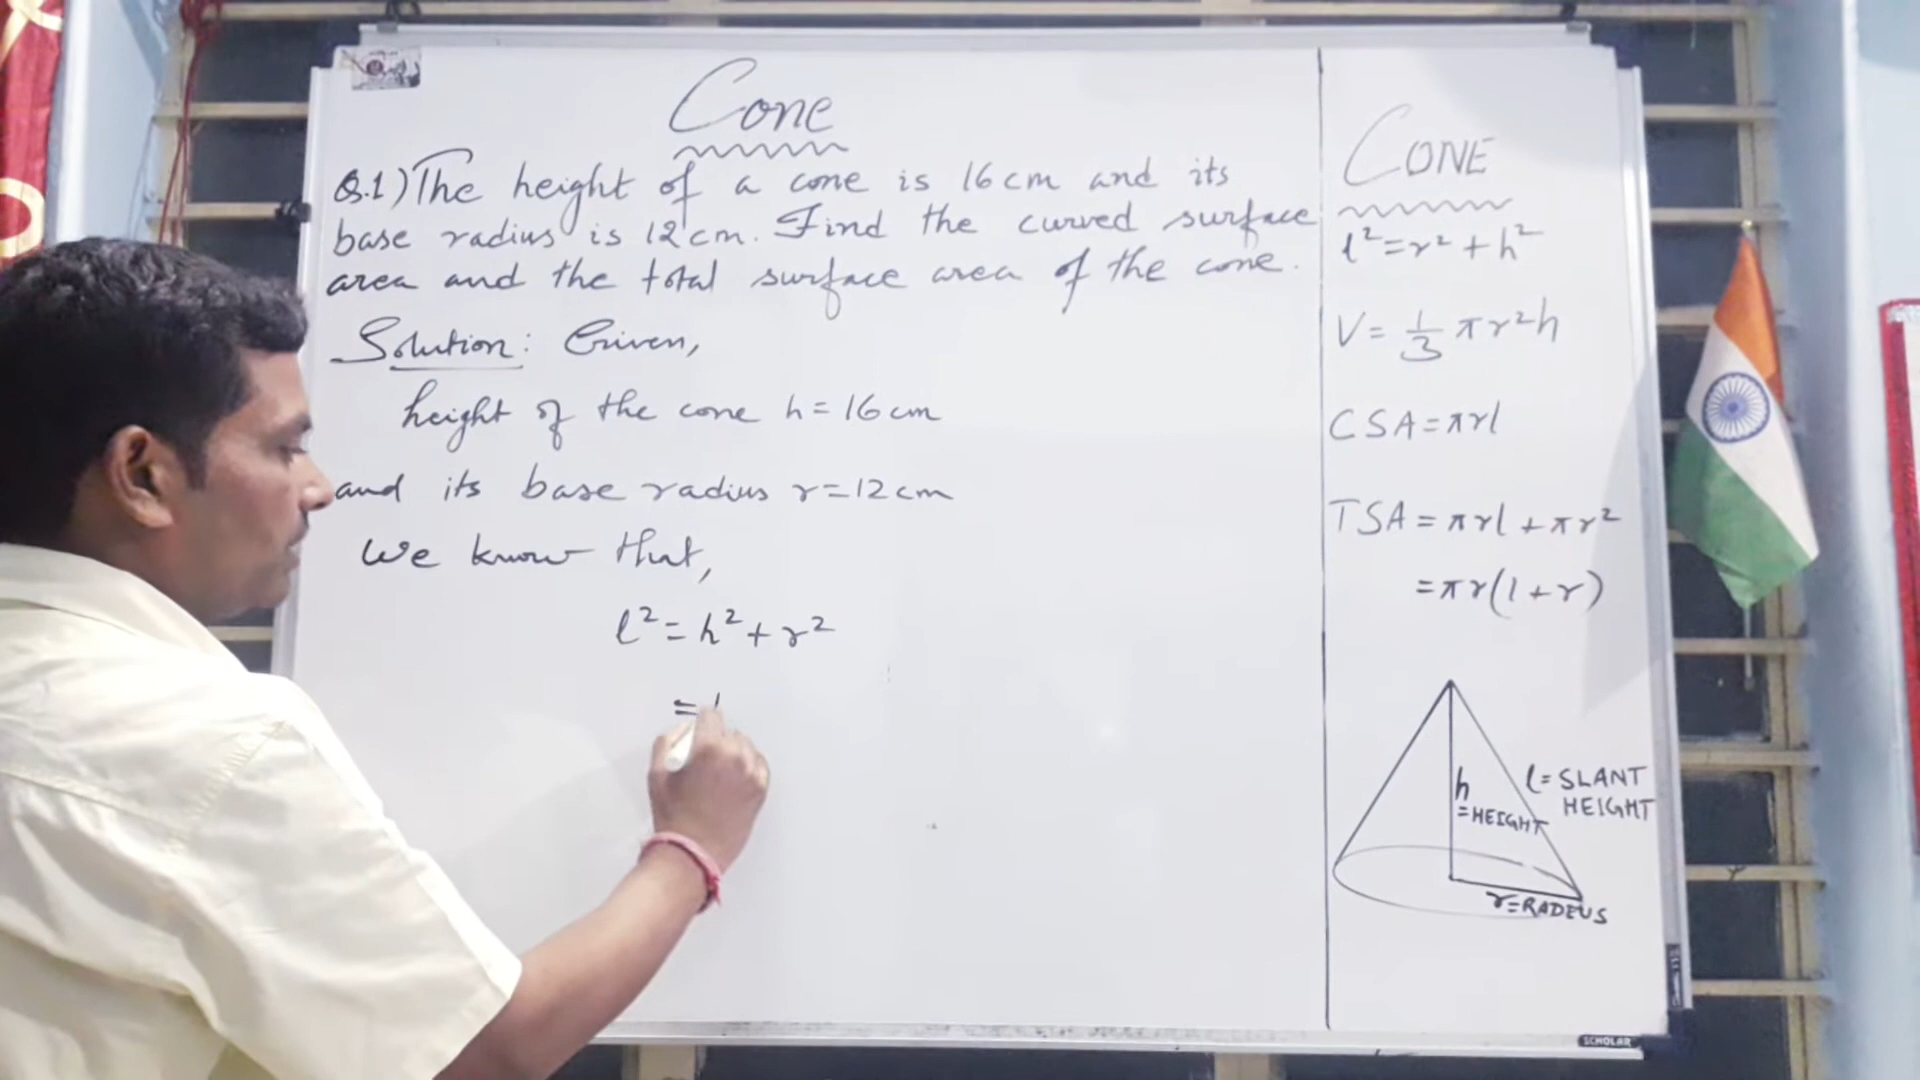 Cone
Q.1) The height of a cone is 16 cm and its
base radius is 12 cm. Find the curved surface
area and the total surface area of the cone.
Solution: Given,
height of the cone h = 16 cm
and its base radius r = 12 cm
We know that,
l² = h² + r²
= 1
CONE
l² = r² + h²
V = 1/3 πr²h
CSA = πrl
TSA = πrl + πr²
= πr(l + r)
h
= HEIGHT
l = SLANT
HEIGHT
r = RADEUS
SCHOLAR